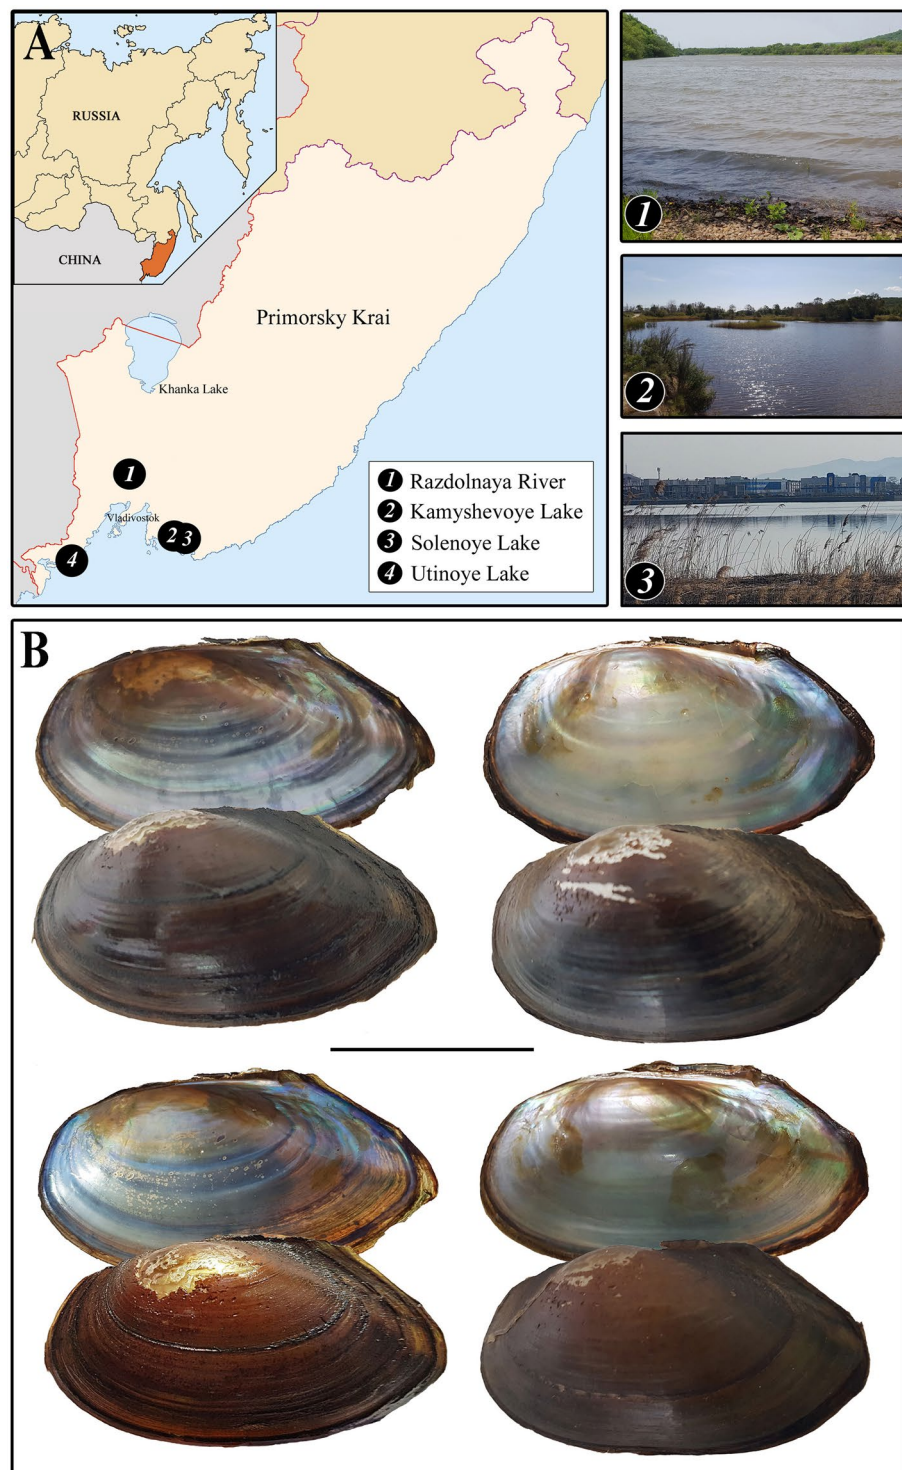 A
RUSSIA
CHINA
Primorsky Krai
Khanka Lake
Vladivostok
1
2
3
4
1 Razdolnaya River
2 Kamyshevoye Lake
3 Solenoye Lake
4 Utinoye Lake
1
2
3
B